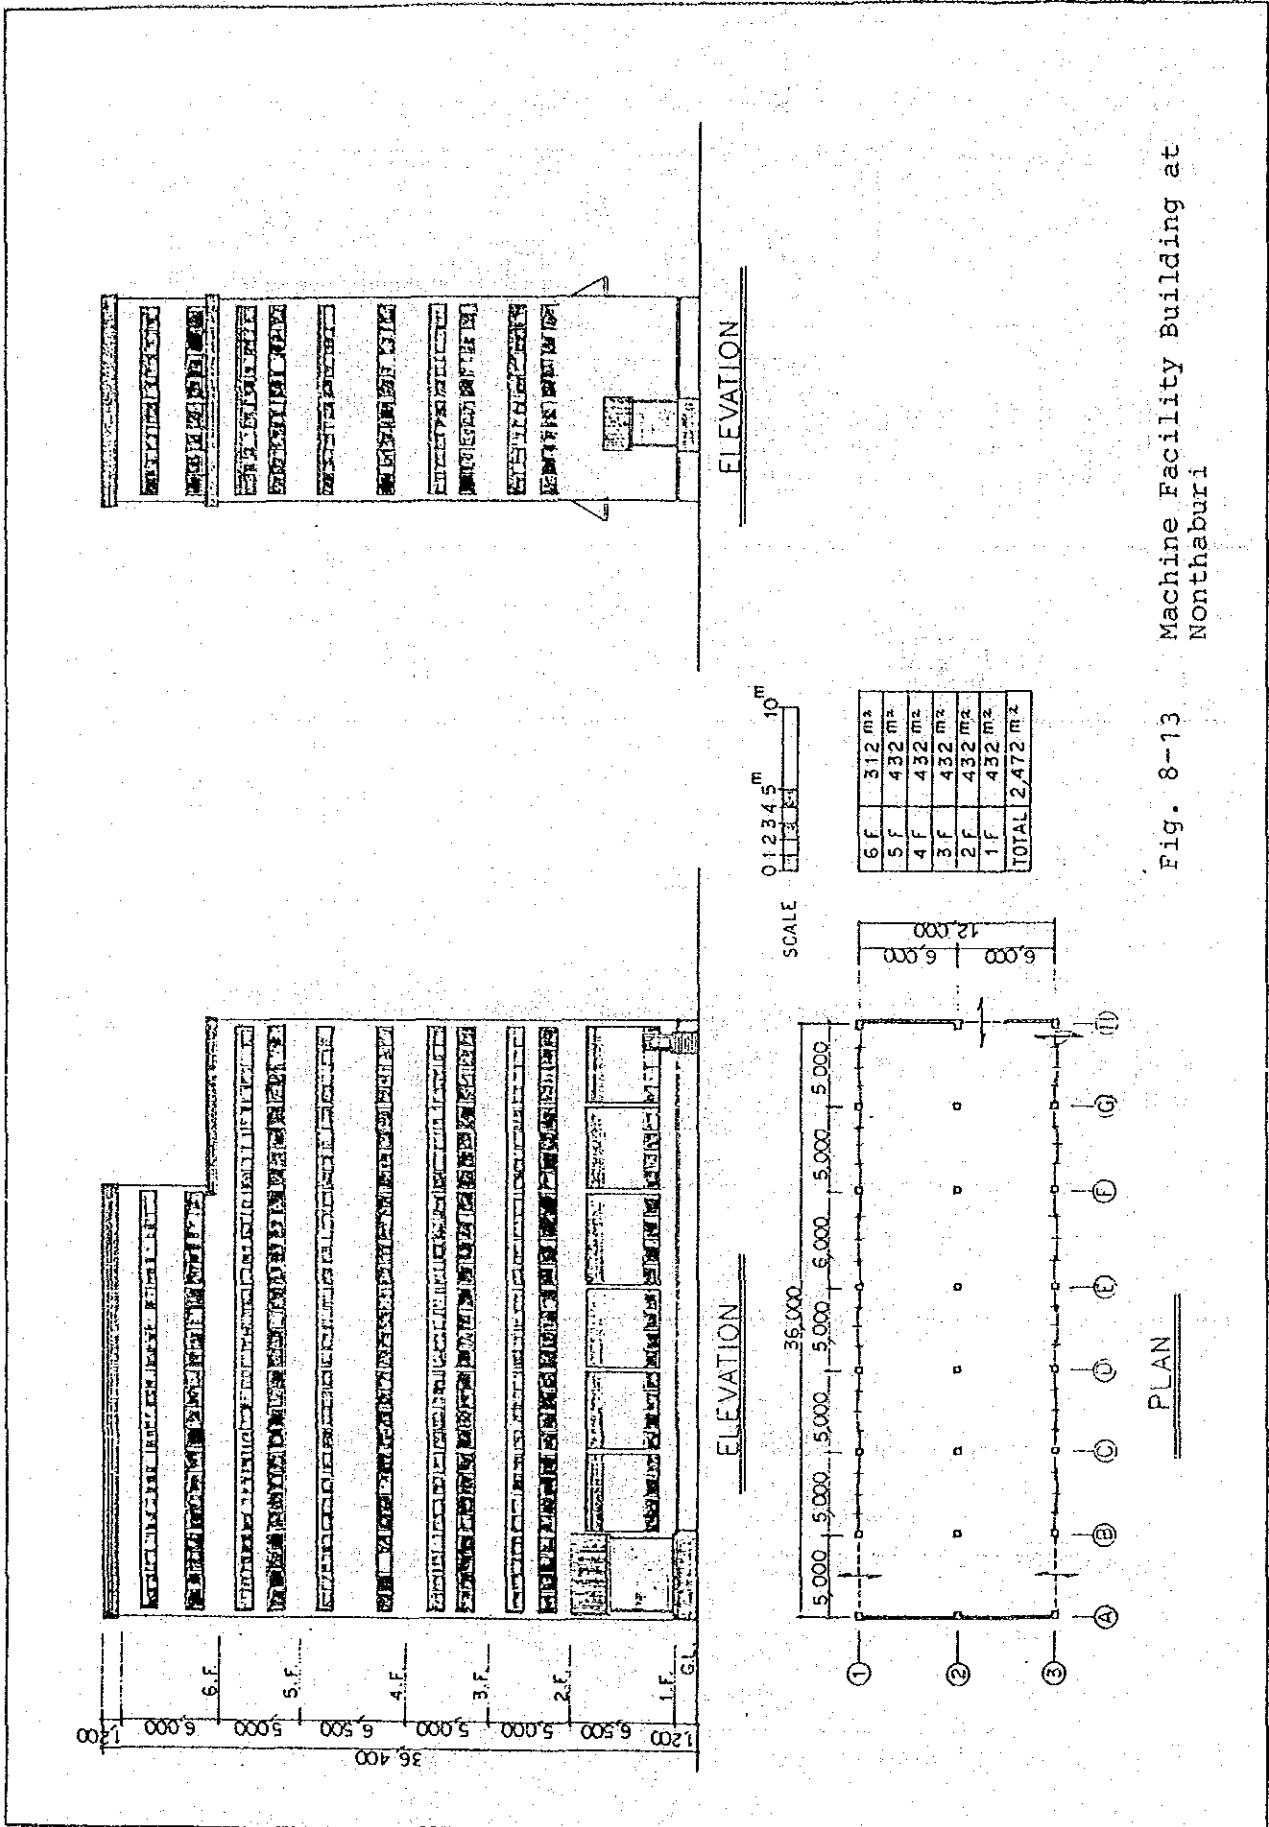 1,200
6,000
5,000
6,500
5,000
5,000
6,500
1,200
36,400
6.F.
5.F.
4.F.
3.F.
2.F.
1.F.
G.L.
ELEVATION
ELEVATION
SCALE
0 1 2 3 4 5 m 10 m
36,000
5,000 5,000 5,000 5,000 6,000 5,000 5,000
6,000
6,000
12,000
1
2
3
A B C D E F G H
PLAN
6 F 312 m²
5 F 432 m²
4 F 432 m²
3 F 432 m²
2 F 432 m²
1 F 432 m²
TOTAL 2,472 m²
Fig. 8-13 Machine Facility Building at
Nonthaburi